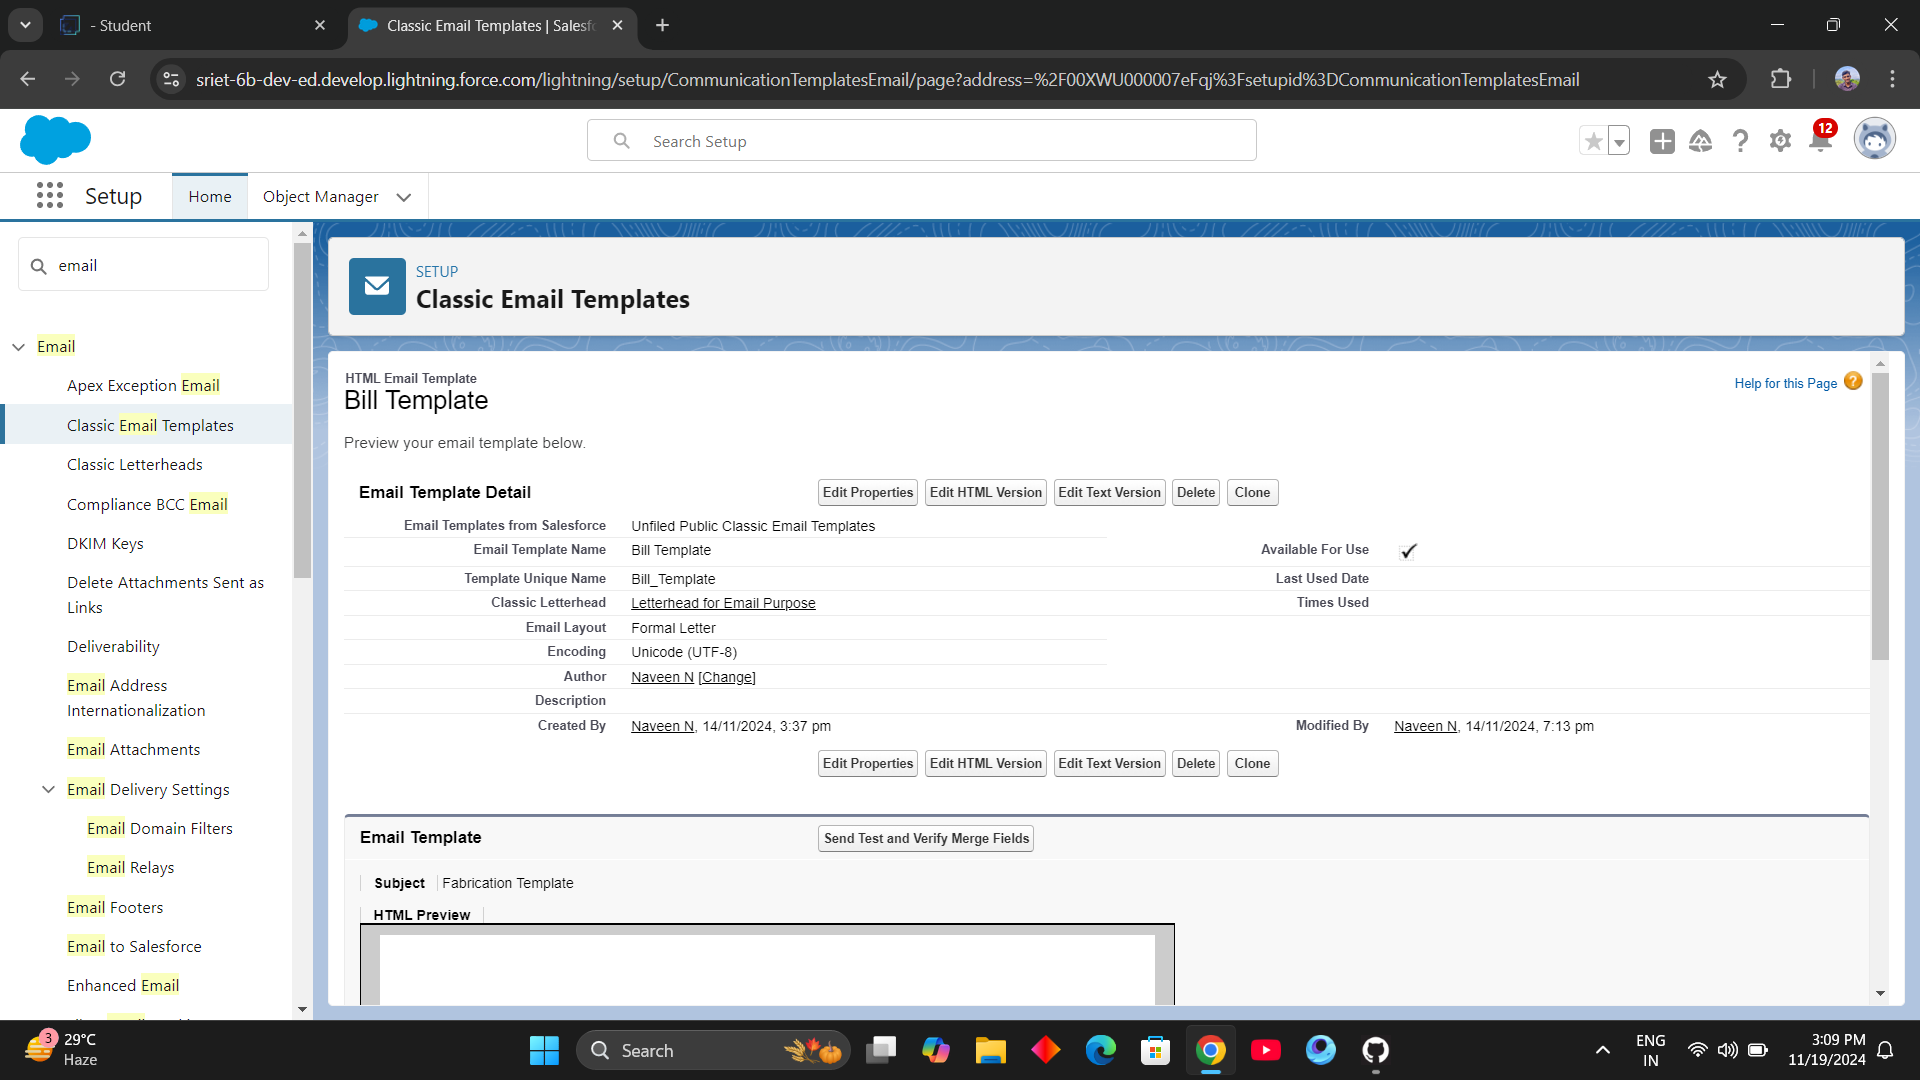 - Student
Classic Email Templates | Salesf
sriet-6b-dev-ed.develop.lightning.force.com/lightning/setup/CommunicationTemplatesEmail/page?address=%2F00XWU000007eFqj%3Fsetupid%3DCommunicationTemplatesEmail
Search Setup
12
Setup
Home
Object Manager
email
Email
Apex Exception Email
Classic Email Templates
Classic Letterheads
Compliance BCC Email
DKIM Keys
Delete Attachments Sent as
Links
Deliverability
Email Address
Internationalization
Email Attachments
Email Delivery Settings
Email Domain Filters
Email Relays
Email Footers
Email to Salesforce
Enhanced Email
SETUP
Classic Email Templates
HTML Email Template
Bill Template
Help for this Page
Preview your email template below.
Email Template Detail
Edit Properties Edit HTML Version Edit Text Version Delete Clone
Email Templates from Salesforce Unfiled Public Classic Email Templates
Email Template Name Bill Template Available For Use
Template Unique Name Bill_Template Last Used Date
Classic Letterhead Letterhead for Email Purpose Times Used
Email Layout Formal Letter
Encoding Unicode (UTF-8)
Author Naveen N [Change]
Description
Created By Naveen N, 14/11/2024, 3:37 pm Modified By Naveen N, 14/11/2024, 7:13 pm
Edit Properties Edit HTML Version Edit Text Version Delete Clone
Email Template
Send Test and Verify Merge Fields
Subject Fabrication Template
HTML Preview
3
29°C
Haze
Search
ENG
IN
3:09 PM
11/19/2024